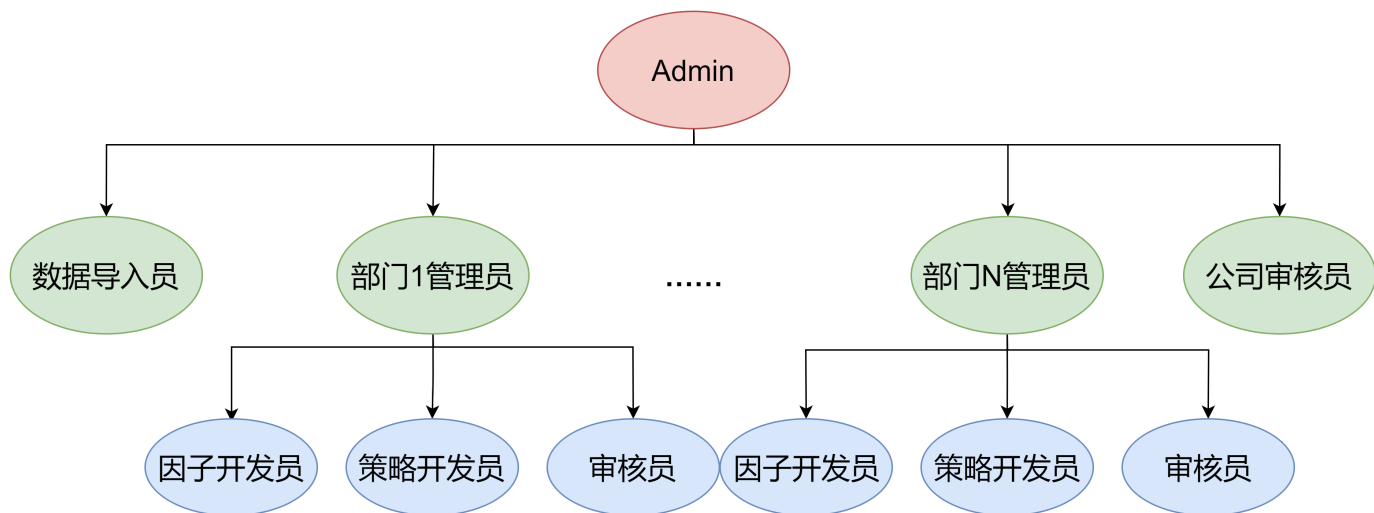 Admin
数据导入员
部门1管理员
......
部门N管理员
公司审核员
因子开发员
策略开发员
审核员
因子开发员
策略开发员
审核员